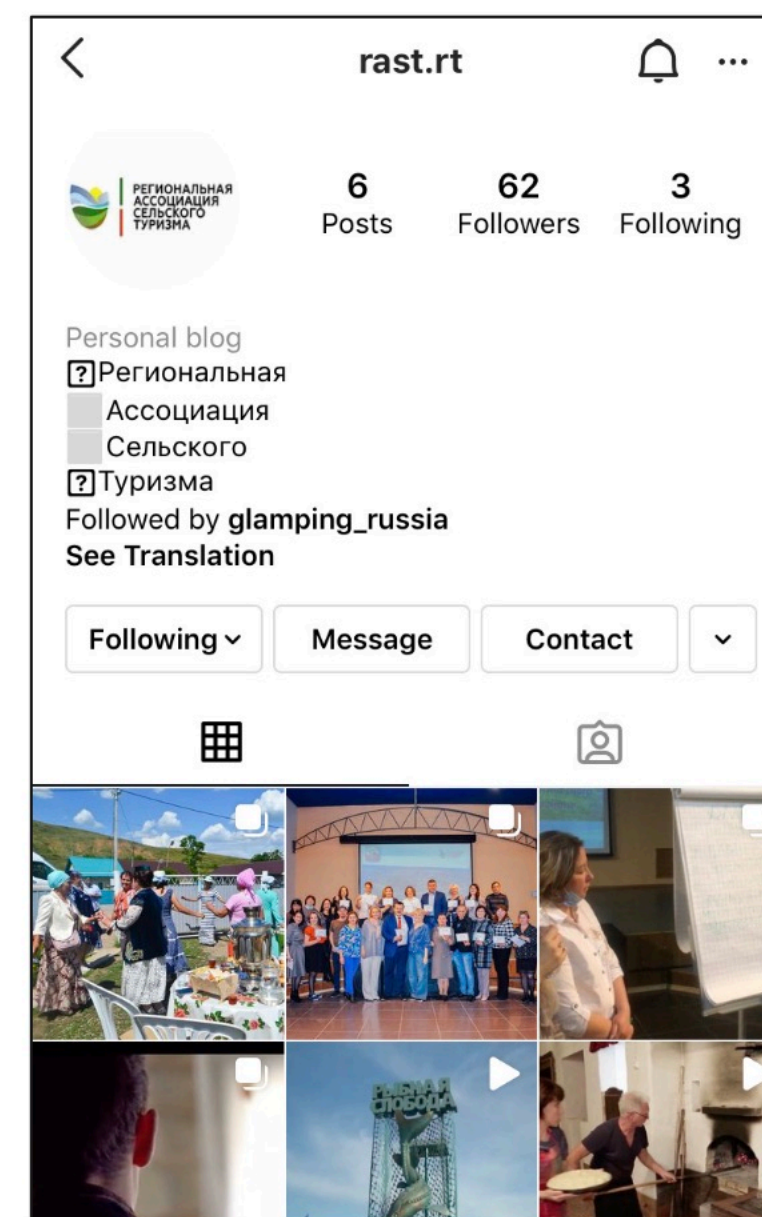 rast.rt
РЕГИОНАЛЬНАЯ
АССОЦИАЦИЯ
СЕЛЬСКОГО
ТУРИЗМА
6
Posts
62
Followers
3
Following
Personal blog
Региональная
Ассоциация
Сельского
Туризма
Followed by glamping_russia
See Translation
Following
Message
Contact
РЫБНАЯ
СЛОБОДА